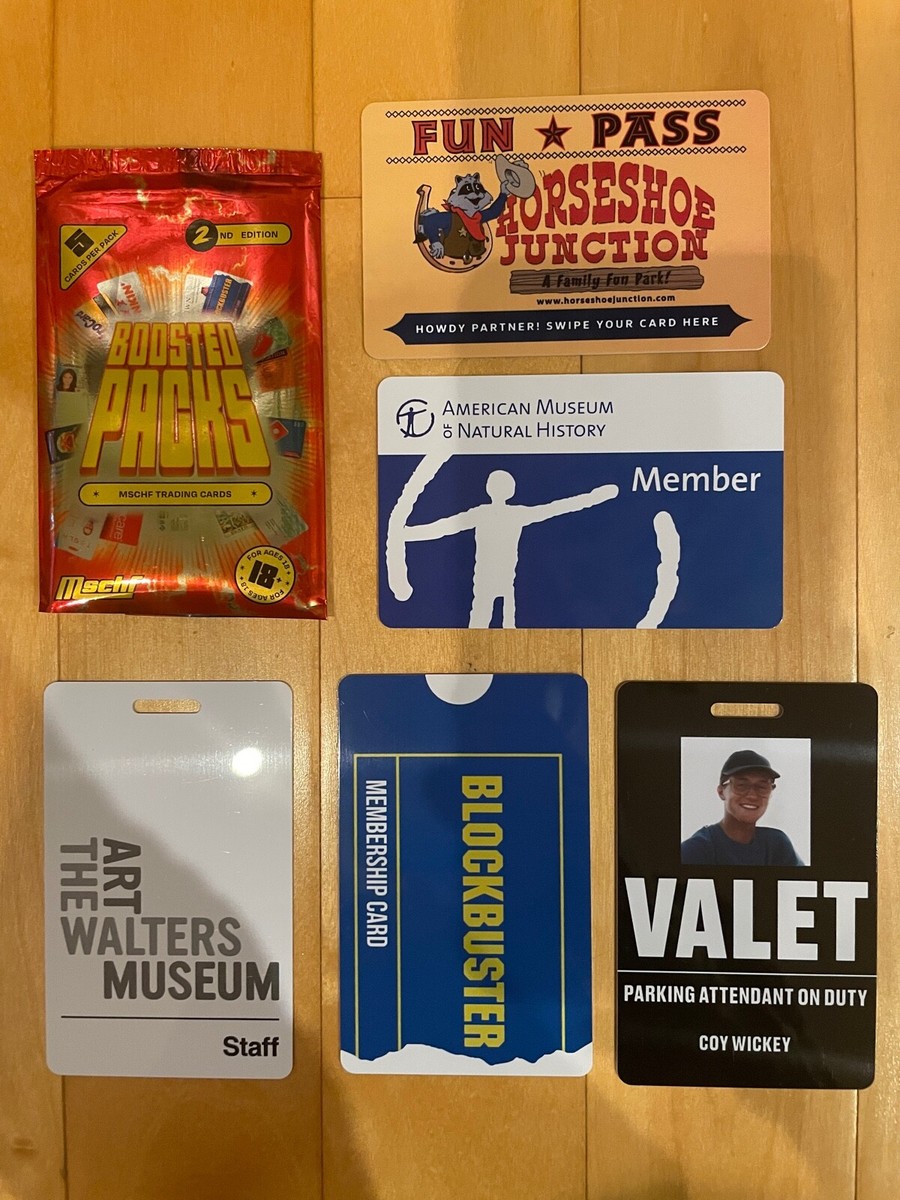 5
CARDS PER PACK
2ND EDITION
BLOCKBUSTER
BOOSTED
PACKS
MSCHF TRADING CARDS
Mschf
FOR AGES 18+
18
FOR AGES 18+
FUN PASS
HORSESHOE
JUNCTION
A Family Fun Park!
www.horseshoejunction.com
HOWDY PARTNER! SWIPE YOUR CARD HERE
AMERICAN MUSEUM
OF NATURAL HISTORY
Member
THE
ART
WALTERS
MUSEUM
Staff
BLOCKBUSTER
MEMBERSHIP CARD
VALET
PARKING ATTENDANT ON DUTY
COY WICKEY